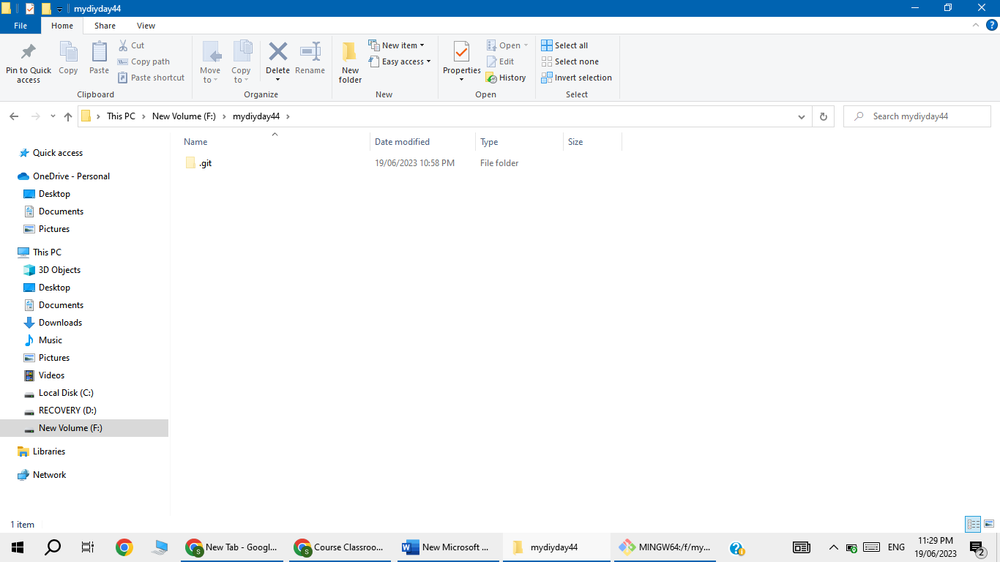 mydiyday44
File Home Share View
Pin to Quick access
Copy
Paste
Cut
Copy path
Paste shortcut
Clipboard
Move to
Copy to
Delete
Rename
Organize
New folder
New item
Easy access
New
Properties
Open
Edit
History
Open
Select all
Select none
Invert selection
Select
This PC > New Volume (F:) > mydiyday44 >
Search mydiyday44
Name Date modified Type Size
.git 19/06/2023 10:58 PM File folder
Quick access
OneDrive - Personal
Desktop
Documents
Pictures
This PC
3D Objects
Desktop
Documents
Downloads
Music
Pictures
Videos
Local Disk (C:)
RECOVERY (D:)
New Volume (F:)
Libraries
Network
1 item
New Tab - Googl...
Course Classroo...
New Microsoft ...
mydiyday44
MINGW64:/f/my...
ENG
11:29 PM
19/06/2023
2